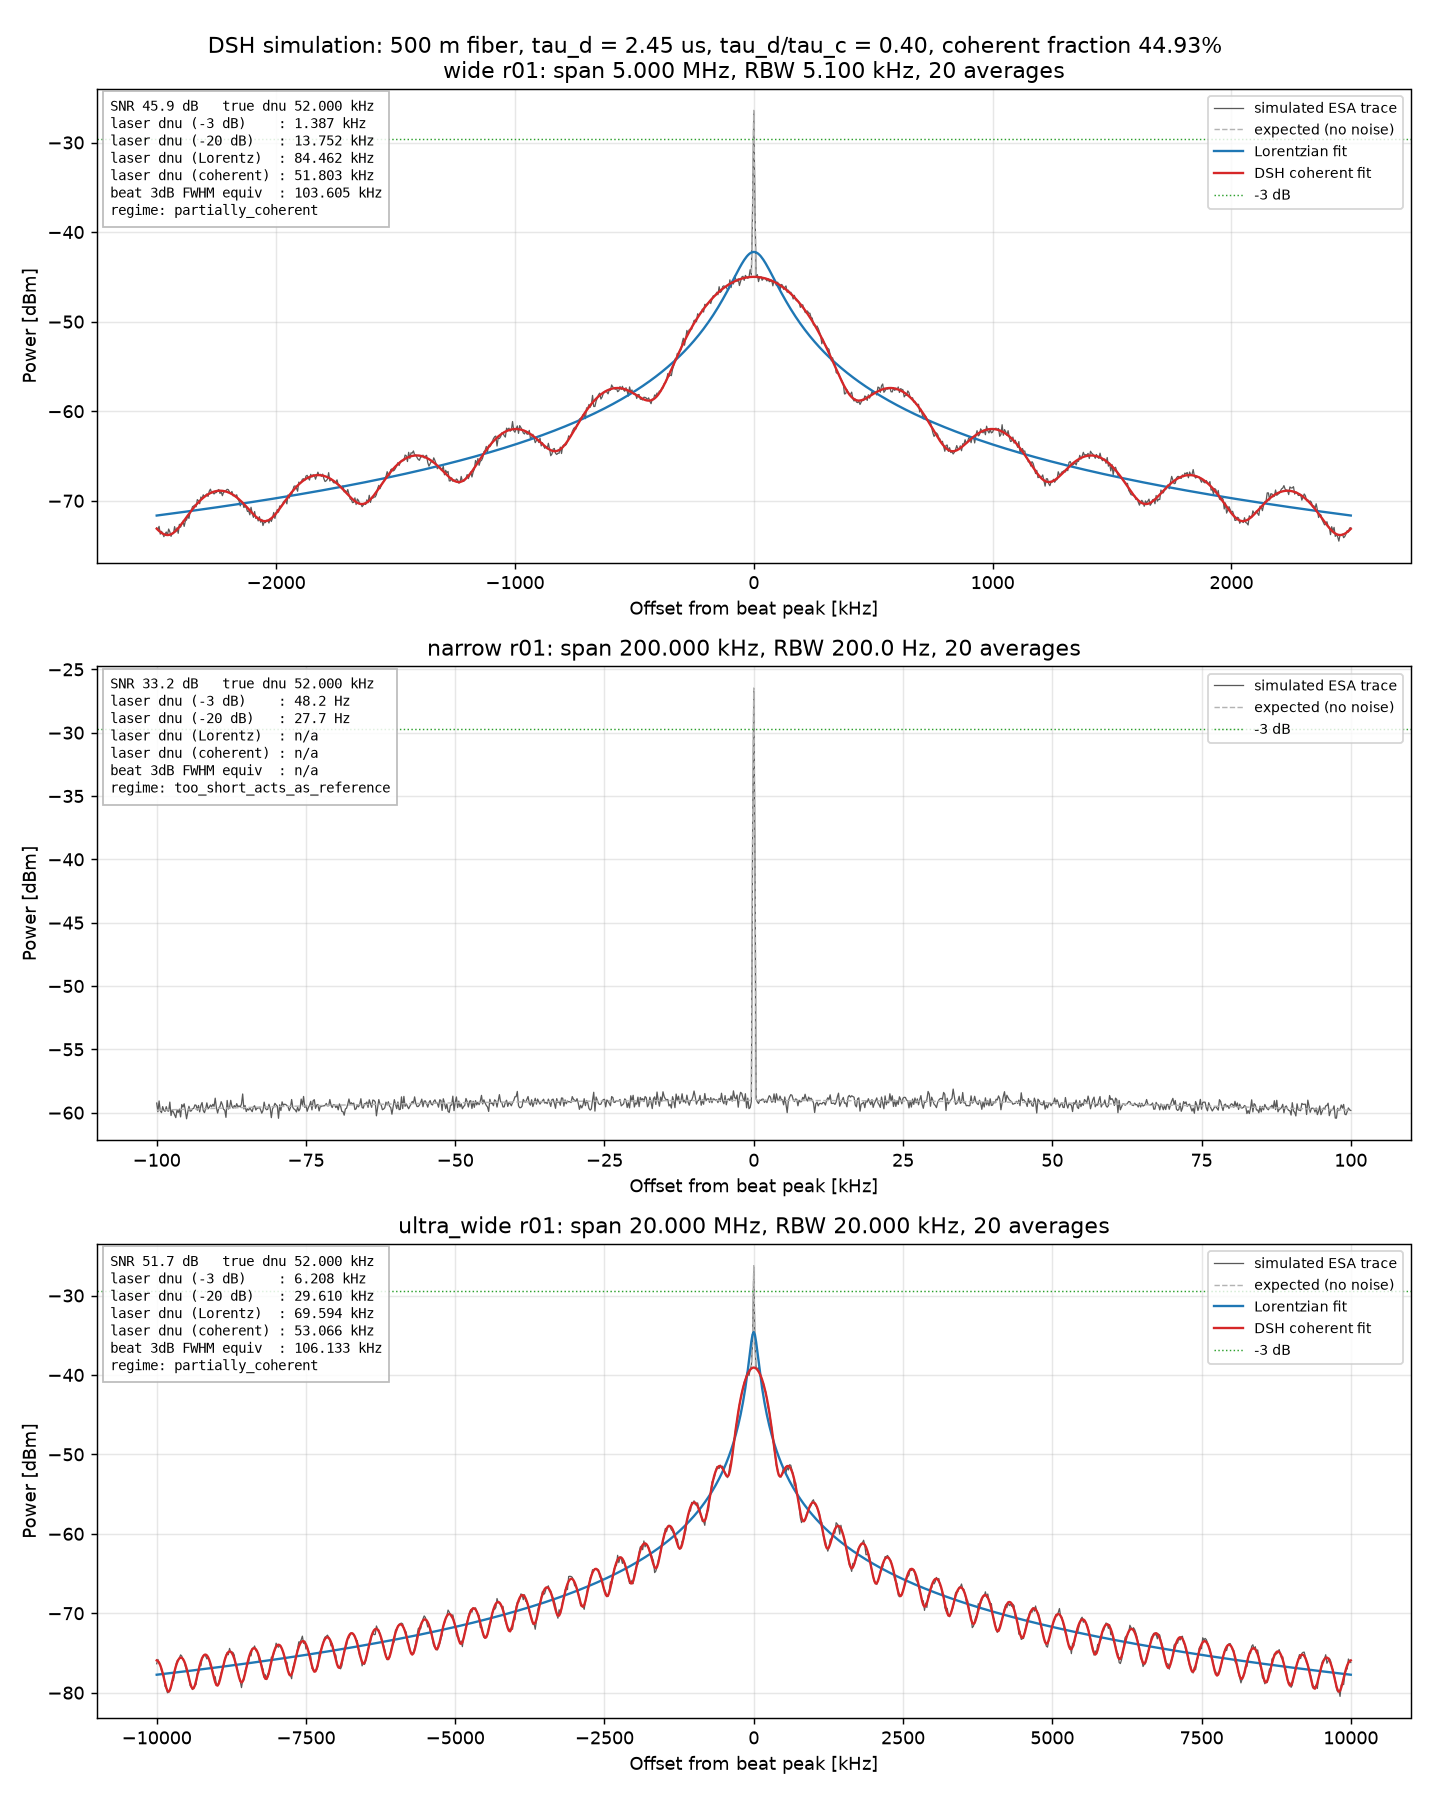 DSH simulation: 500 m fiber, tau_d = 2.45 us, tau_d/tau_c = 0.40, coherent fraction 44.93%
wide r01: span 5.000 MHz, RBW 5.100 kHz, 20 averages
SNR 45.9 dB   true dnu 52.000 kHz
laser dnu (-3 dB)    : 1.387 kHz
laser dnu (-20 dB)   : 13.752 kHz
laser dnu (Lorentz)  : 84.462 kHz
laser dnu (coherent) : 51.803 kHz
beat 3dB FWHM equiv  : 103.605 kHz
regime: partially_coherent
simulated ESA trace
expected (no noise)
Lorentzian fit
DSH coherent fit
-3 dB
−30
−40
−50
−60
−70
Power [dBm]
−2000 −1000 0 1000 2000
Offset from beat peak [kHz]
narrow r01: span 200.000 kHz, RBW 200.0 Hz, 20 averages
SNR 33.2 dB   true dnu 52.000 kHz
laser dnu (-3 dB)    : 48.2 Hz
laser dnu (-20 dB)   : 27.7 Hz
laser dnu (Lorentz)  : n/a
laser dnu (coherent) : n/a
beat 3dB FWHM equiv  : n/a
regime: too_short_acts_as_reference
simulated ESA trace
expected (no noise)
-3 dB
−25
−30
−35
−40
−45
−50
−55
−60
Power [dBm]
−100 −75 −50 −25 0 25 50 75 100
Offset from beat peak [kHz]
ultra_wide r01: span 20.000 MHz, RBW 20.000 kHz, 20 averages
SNR 51.7 dB   true dnu 52.000 kHz
laser dnu (-3 dB)    : 6.208 kHz
laser dnu (-20 dB)   : 29.610 kHz
laser dnu (Lorentz)  : 69.594 kHz
laser dnu (coherent) : 53.066 kHz
beat 3dB FWHM equiv  : 106.133 kHz
regime: partially_coherent
simulated ESA trace
expected (no noise)
Lorentzian fit
DSH coherent fit
-3 dB
−30
−40
−50
−60
−70
−80
Power [dBm]
−10000 −7500 −5000 −2500 0 2500 5000 7500 10000
Offset from beat peak [kHz]